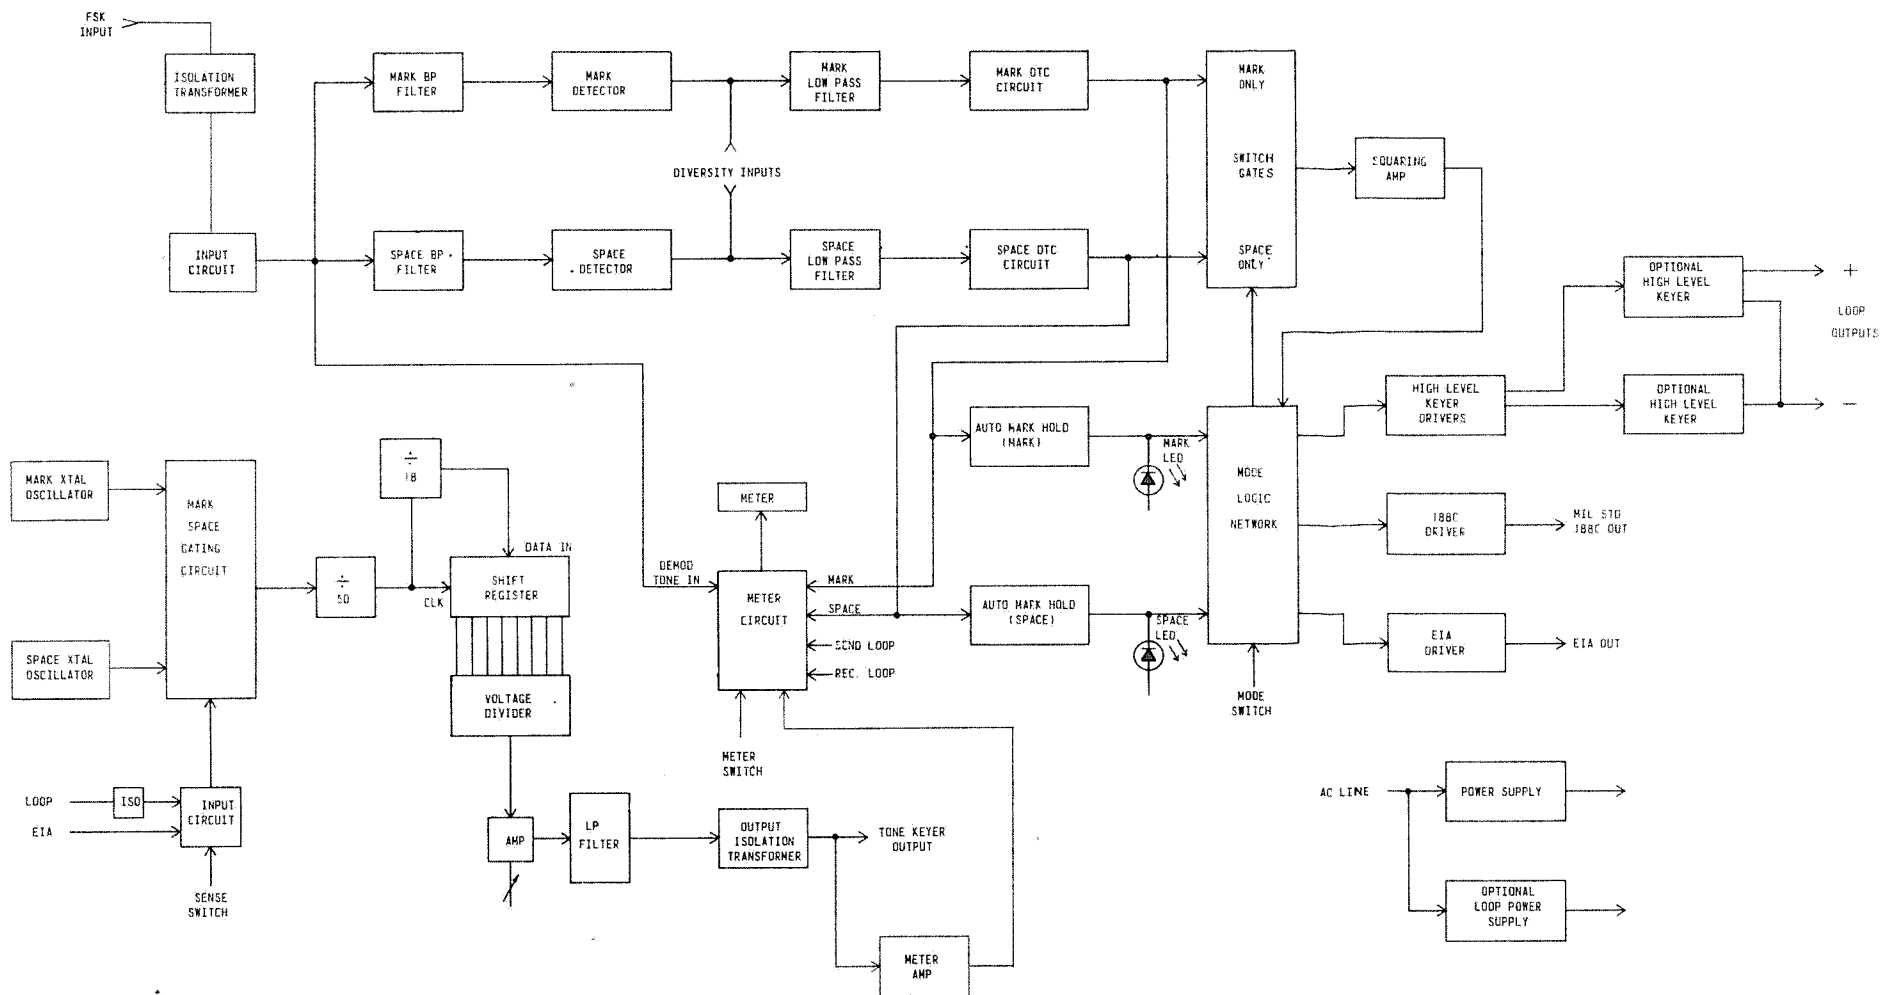 FSK
INPUT
ISOLATION
TRANSFORMER
INPUT
CIRCUIT
MARK BP
FILTER
MARK
DETECTOR
MARK
LOW PASS
FILTER
MARK DTC
CIRCUIT
MARK
ONLY
SWITCH
GATES
SPACE
ONLY
SQUARING
AMP
DIVERSITY INPUTS
SPACE BP
FILTER
SPACE
DETECTOR
SPACE
LOW PASS
FILTER
SPACE DTC
CIRCUIT
OPTIONAL
HIGH LEVEL
KEYER
+
LOOP
OUTPUTS
HIGH LEVEL
KEYER
DRIVERS
OPTIONAL
HIGH LEVEL
KEYER
−
AUTO MARK HOLD
(MARK)
MARK
LED
MODE
LOGIC
NETWORK
188C
DRIVER
MIL STD
188C OUT
AUTO MARK HOLD
(SPACE)
SPACE
LED
EIA
DRIVER
EIA OUT
MODE
SWITCH
MARK XTAL
OSCILLATOR
SPACE XTAL
OSCILLATOR
MARK
SPACE
GATING
CIRCUIT
÷
18
÷
50
DATA IN
CLK
SHIFT
REGISTER
VOLTAGE
DIVIDER
METER
DEMOD
TONE IN
METER
CIRCUIT
MARK
SPACE
SEND LOOP
REC. LOOP
METER
SWITCH
LOOP
ISO
EIA
INPUT
CIRCUIT
SENSE
SWITCH
AMP
LP
FILTER
OUTPUT
ISOLATION
TRANSFORMER
TONE KEYER
OUTPUT
METER
AMP
AC LINE
POWER SUPPLY
OPTIONAL
LOOP POWER
SUPPLY